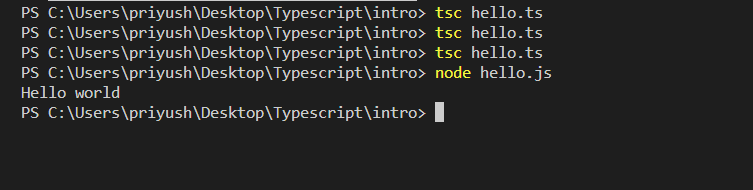 PS C:\Users\priyush\Desktop\Typescript\intro> tsc hello.ts
PS C:\Users\priyush\Desktop\Typescript\intro> tsc hello.ts
PS C:\Users\priyush\Desktop\Typescript\intro> tsc hello.ts
PS C:\Users\priyush\Desktop\Typescript\intro> node hello.js
Hello world
PS C:\Users\priyush\Desktop\Typescript\intro>